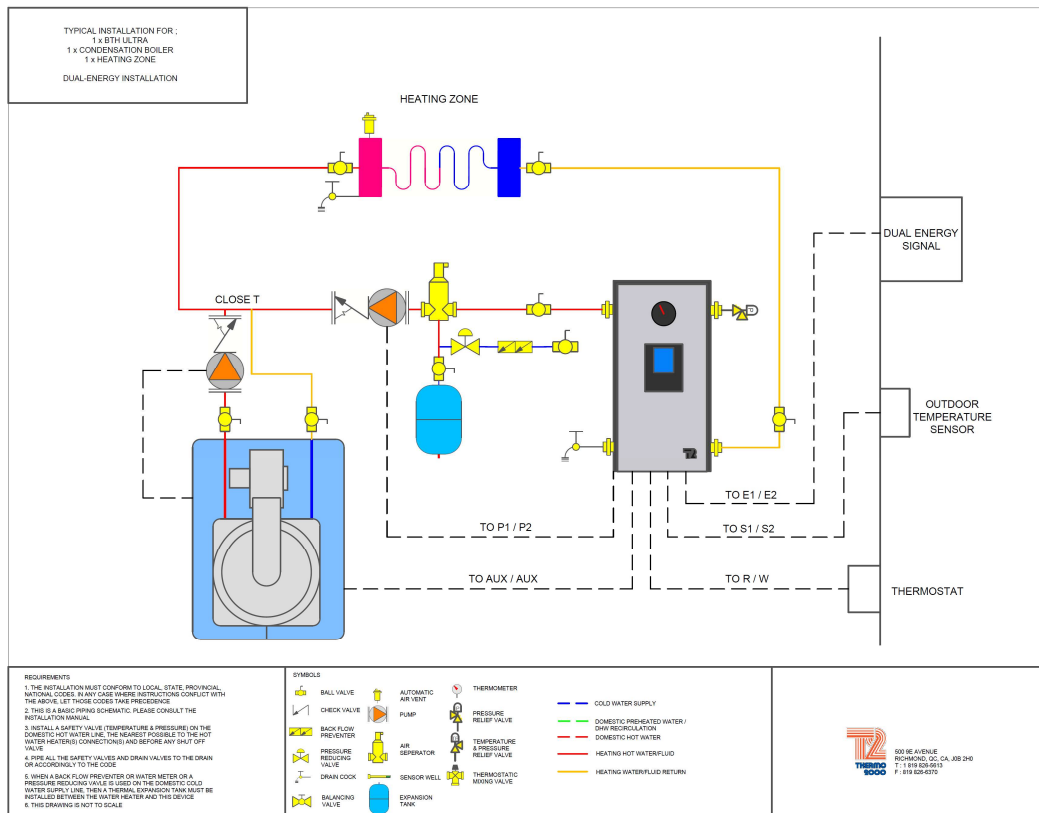 TYPICAL INSTALLATION FOR ;
1 x BTH ULTRA
1 x CONDENSATION BOILER
1 x HEATING ZONE
DUAL-ENERGY INSTALLATION
HEATING ZONE
DUAL ENERGY
SIGNAL
CLOSE T
OUTDOOR
TEMPERATURE
SENSOR
T2
TO E1 / E2
TO P1 / P2
TO S1 / S2
TO AUX / AUX
TO R / W
THERMOSTAT
REQUIREMENTS
1. THE INSTALLATION MUST CONFORM TO LOCAL, STATE, PROVINCIAL,
NATIONAL CODES. IN ANY CASE WHERE INSTRUCTIONS CONFLICT WITH
THE ABOVE, LET THOSE CODES TAKE PRECEDENCE
2. THIS IS A BASIC PIPING SCHEMATIC. PLEASE CONSULT THE
INSTALLATION MANUAL
3. INSTALL A SAFETY VALVE (TEMPERATURE & PRESSURE) ON THE
DOMESTIC HOT WATER LINE, THE NEAREST POSSIBLE TO THE HOT
WATER HEATER(S) CONNECTION(S) AND BEFORE ANY SHUT OFF
VALVE
4. PIPE ALL THE SAFETY VALVES AND DRAIN VALVES TO THE DRAIN
OR ACCORDINGLY TO THE CODE
5. WHEN A BACK FLOW PREVENTER OR WATER METER OR A
PRESSURE REDUCING VAVLE IS USED ON THE DOMESTIC COLD
WATER SUPPLY LINE, THEN A THERMAL EXPANSION TANK MUST BE
INSTALLED BETWEEN THE WATER HEATER AND THIS DEVICE
6. THIS DRAWING IS NOT TO SCALE
SYMBOLS
BALL VALVE
CHECK VALVE
BACK FLOW
PREVENTER
PRESSURE
REDUCING
VALVE
DRAIN COCK
BALANCING
VALVE
AUTOMATIC
AIR VENT
PUMP
AIR
SEPERATOR
SENSOR WELL
EXPANSION
TANK
THERMOMETER
PRESSURE
RELIEF VALVE
TEMPERATURE
& PRESSURE
RELIEF VALVE
THERMOSTATIC
MIXING VALVE
COLD WATER SUPPLY
DOMESTIC PREHEATED WATER /
DHW RECIRCULATION
DOMESTIC HOT WATER
HEATING HOT WATER/FLUID
HEATING WATER/FLUID RETURN
T2
THERMO
2000
500 9E AVENUE
RICHMOND, QC, CA, J0B 2H0
T : 1 819 826-5613
F : 819 826-6370